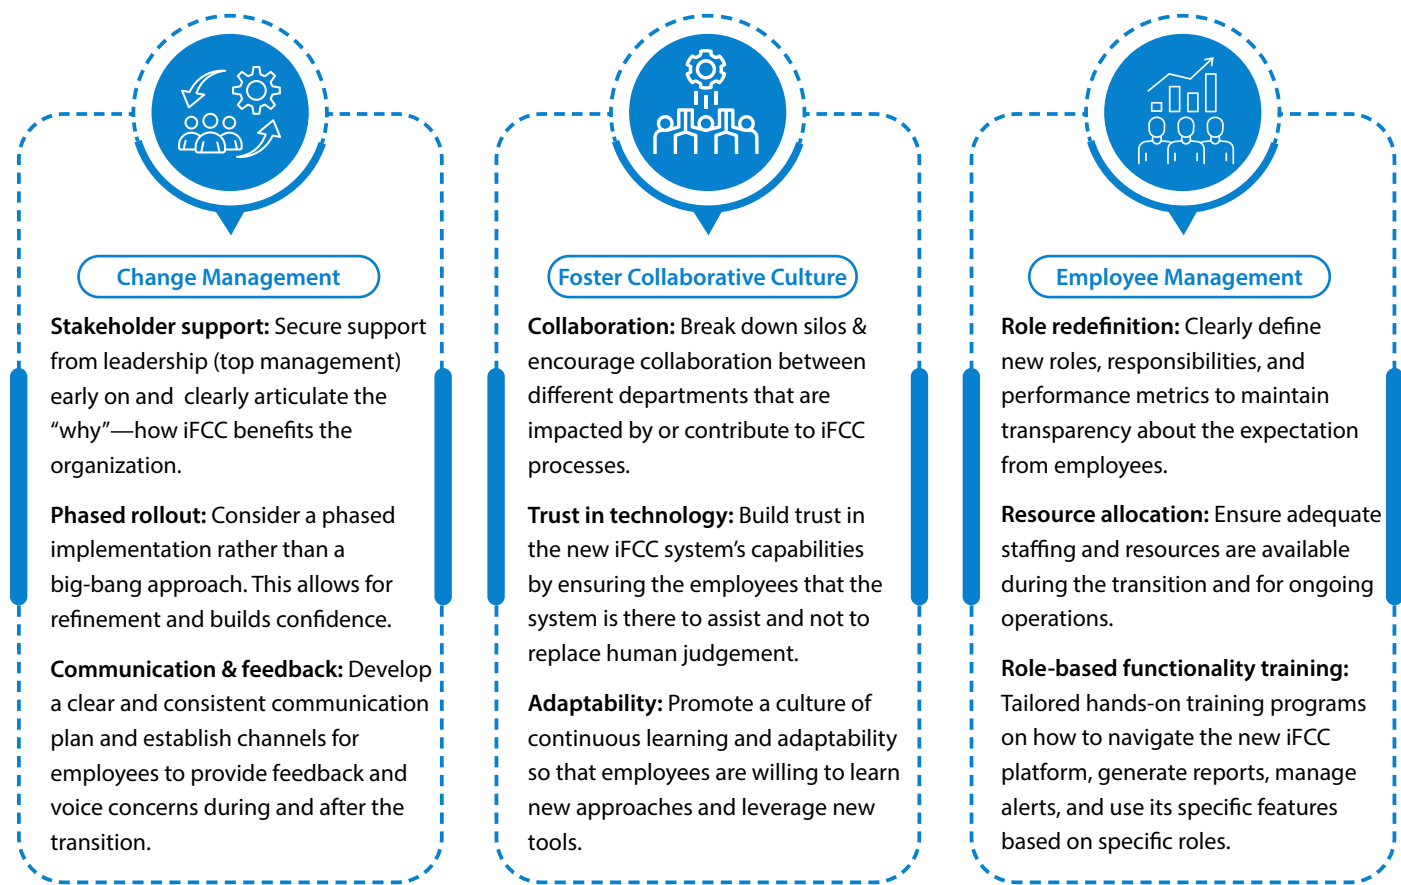 Change Management
Stakeholder support: Secure support
from leadership (top management)
early on and clearly articulate the
“why”—how iFCC benefits the
organization.
Phased rollout: Consider a phased
implementation rather than a
big-bang approach. This allows for
refinement and builds confidence.
Communication & feedback: Develop
a clear and consistent communication
plan and establish channels for
employees to provide feedback and
voice concerns during and after the
transition.
Foster Collaborative Culture
Collaboration: Break down silos &
encourage collaboration between
different departments that are
impacted by or contribute to iFCC
processes.
Trust in technology: Build trust in
the new iFCC system’s capabilities
by ensuring the employees that the
system is there to assist and not to
replace human judgement.
Adaptability: Promote a culture of
continuous learning and adaptability
so that employees are willing to learn
new approaches and leverage new
tools.
Employee Management
Role redefinition: Clearly define
new roles, responsibilities, and
performance metrics to maintain
transparency about the expectation
from employees.
Resource allocation: Ensure adequate
staffing and resources are available
during the transition and for ongoing
operations.
Role-based functionality training:
Tailored hands-on training programs
on how to navigate the new iFCC
platform, generate reports, manage
alerts, and use its specific features
based on specific roles.